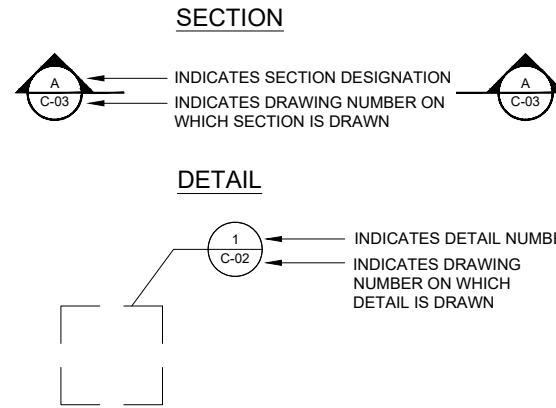 SECTION
A
C-03
INDICATES SECTION DESIGNATION
INDICATES DRAWING NUMBER ON
WHICH SECTION IS DRAWN
A
C-03
DETAIL
1
C-02
INDICATES DETAIL NUMBE
INDICATES DRAWING
NUMBER ON WHICH
DETAIL IS DRAWN